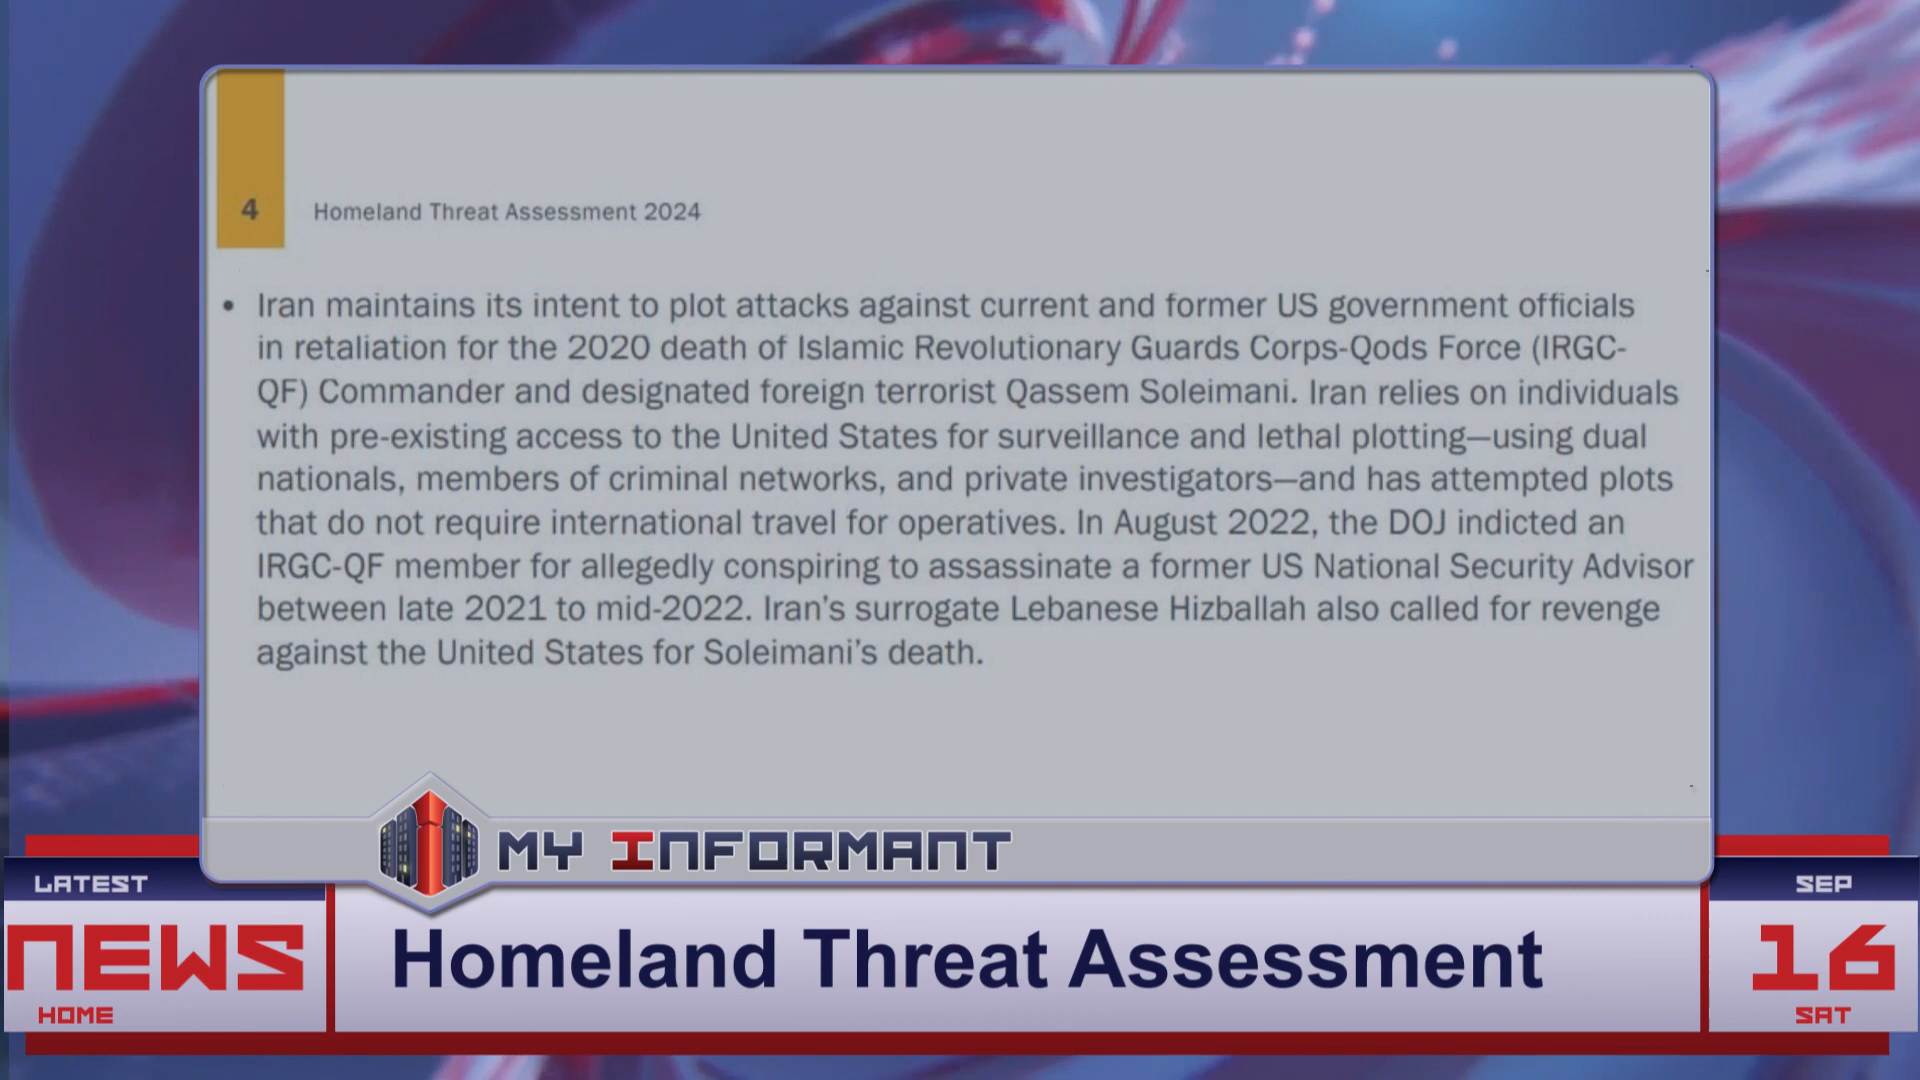 4
Homeland Threat Assessment 2024
• Iran maintains its intent to plot attacks against current and former US government officials
in retaliation for the 2020 death of Islamic Revolutionary Guards Corps-Qods Force (IRGC-
QF) Commander and designated foreign terrorist Qassem Soleimani. Iran relies on individuals
with pre-existing access to the United States for surveillance and lethal plotting—using dual
nationals, members of criminal networks, and private investigators—and has attempted plots
that do not require international travel for operatives. In August 2022, the DOJ indicted an
IRGC-QF member for allegedly conspiring to assassinate a former US National Security Advisor
between late 2021 to mid-2022. Iran’s surrogate Lebanese Hizballah also called for revenge
against the United States for Soleimani’s death.
MY INFORMANT
LATEST
NEWS
HOME
Homeland Threat Assessment
SEP
16
SAT